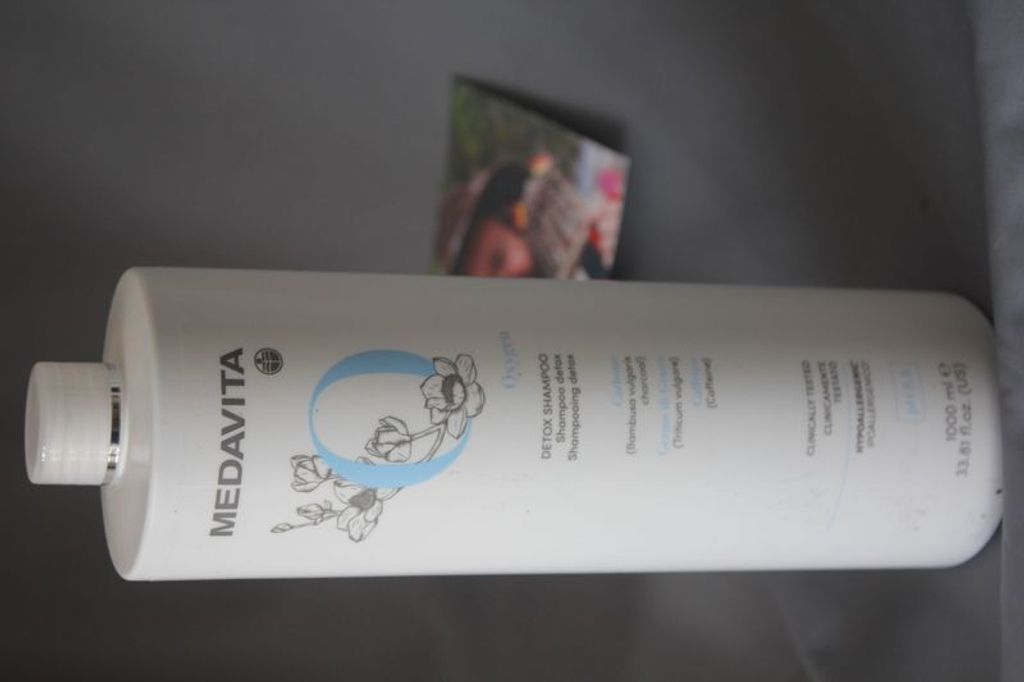 MEDAVITA
O
Oxygen
DETOX SHAMPOO
Shampoo detox
Shampooing detox
Carbone
(Bambusa vulgaris
charcoal)
(Triticum vulgare)
Caffeina
(Caffeine)
CLINICALLY TESTED
CLINICAMENTE
TESTATO
HYPOALLERGENIC
IPOALLERGENICO
1000 ml e
33.81 fl.oz. (US)